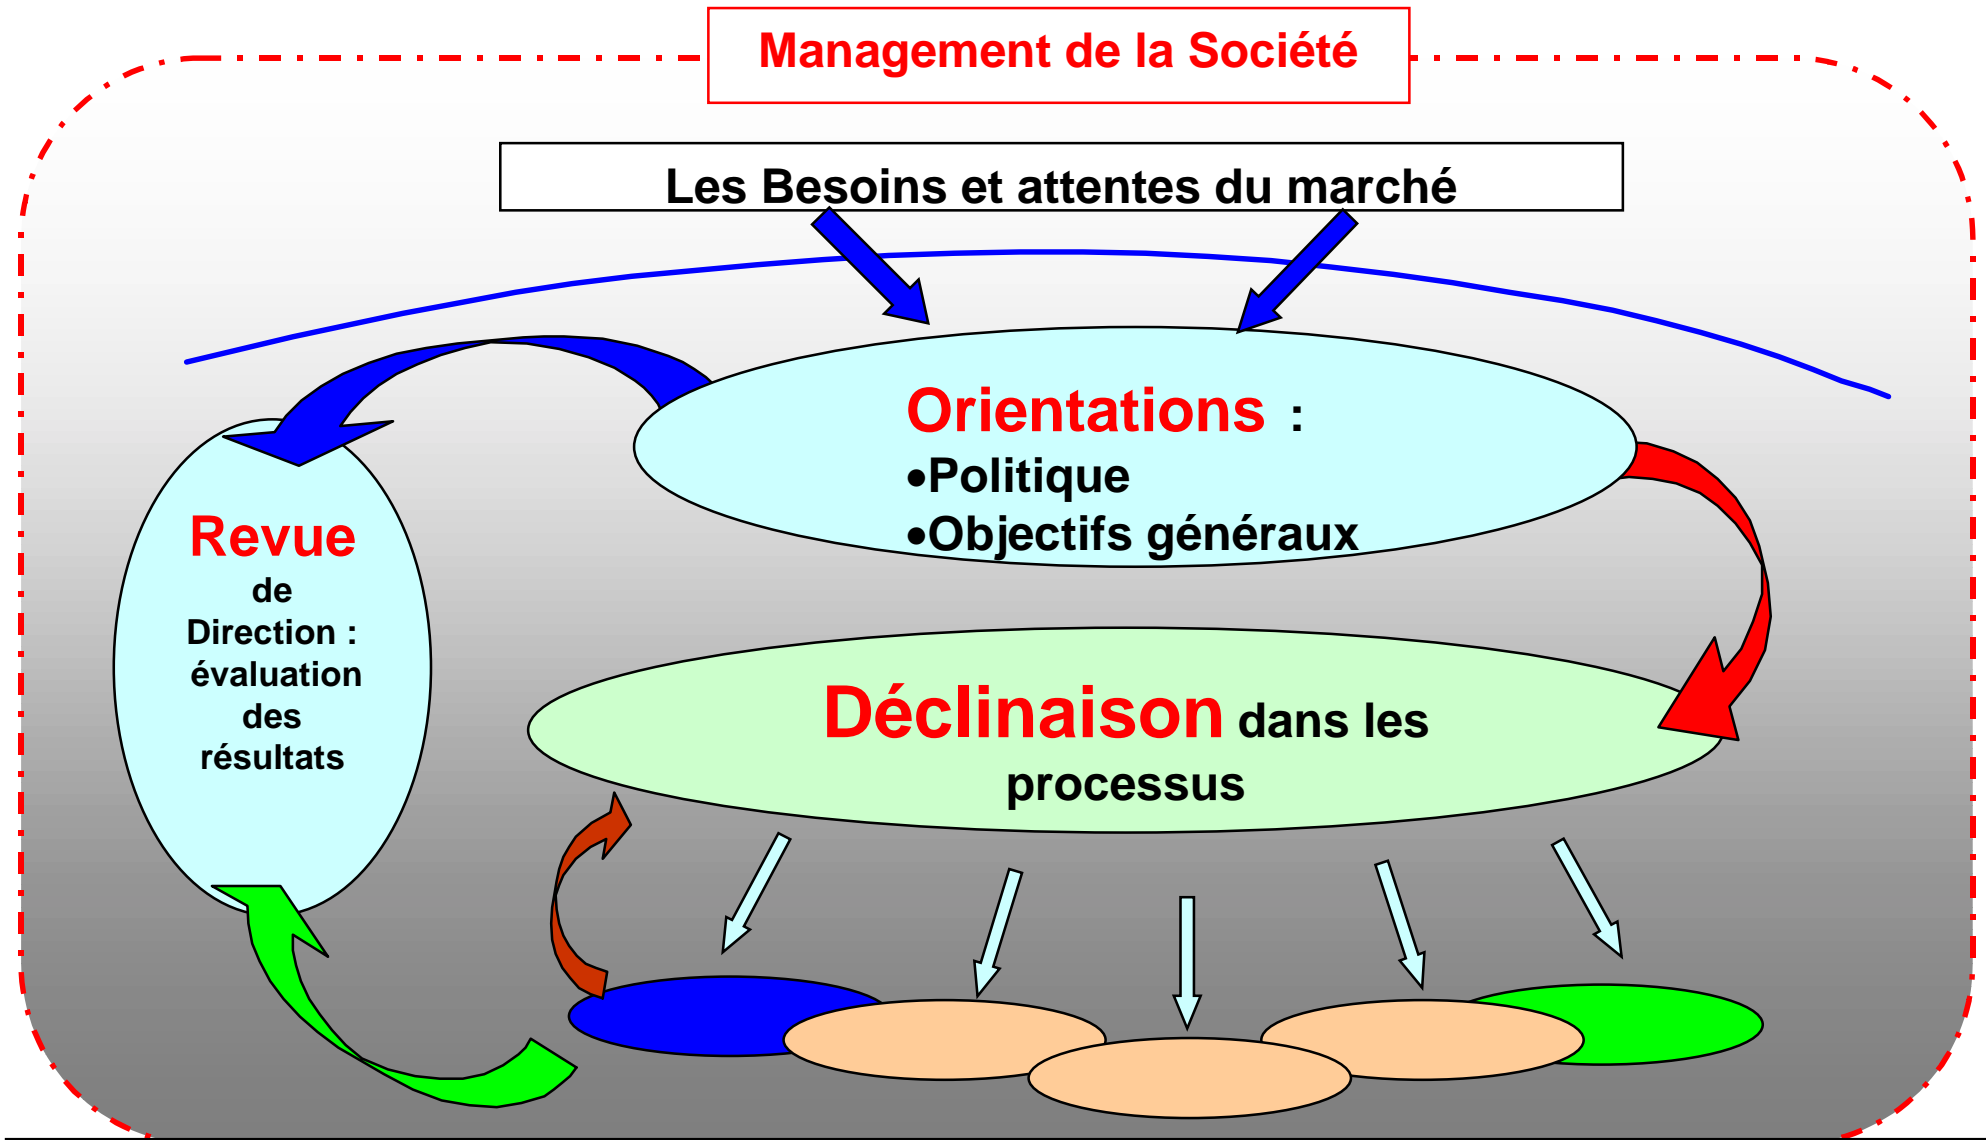 Management de la Société
Les Besoins et attentes du marché
Orientations :
•Politique
•Objectifs généraux
Revue
de
Direction :
évaluation
des
résultats
Déclinaison dans les
processus